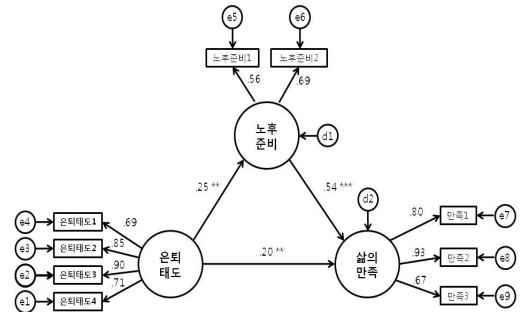 e5
e6
노후준비1
노후준비2
.56
.69
노후
준비
d1
.25 **
.54 ***
d2
e4
은퇴태도1
.69
e3
은퇴태도2
.85
e2
은퇴태도3
.90
e1
은퇴태도4
.71
은퇴
태도
.20 **
삶의
만족
.80
만족1
e7
.93
만족2
e8
.67
만족3
e9